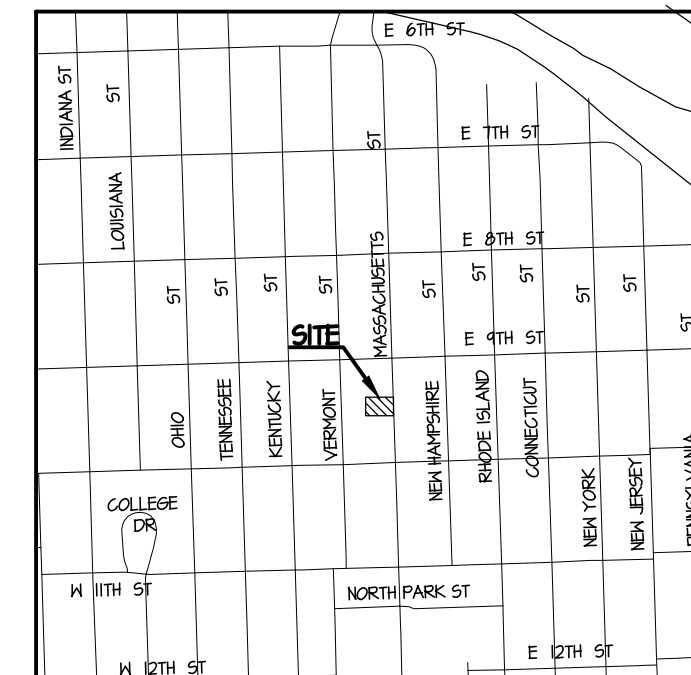 E 6TH ST
INDIANA ST
ST
ST
E 7TH ST
LOUISIANA
MASSACHUSETTS
E 8TH ST
ST
ST
ST
ST
ST
ST
ST
ST
ST
ST
SITE
E 9TH ST
OHIO
TENNESSEE
KENTUCKY
VERMONT
NEW HAMPSHIRE
RHODE ISLAND
CONNECTICUT
NEW YORK
NEW JERSEY
PENNSYLVANIA
COLLEGE
DR
W 11TH ST
NORTH PARK ST
E 12TH ST
W 12TH ST